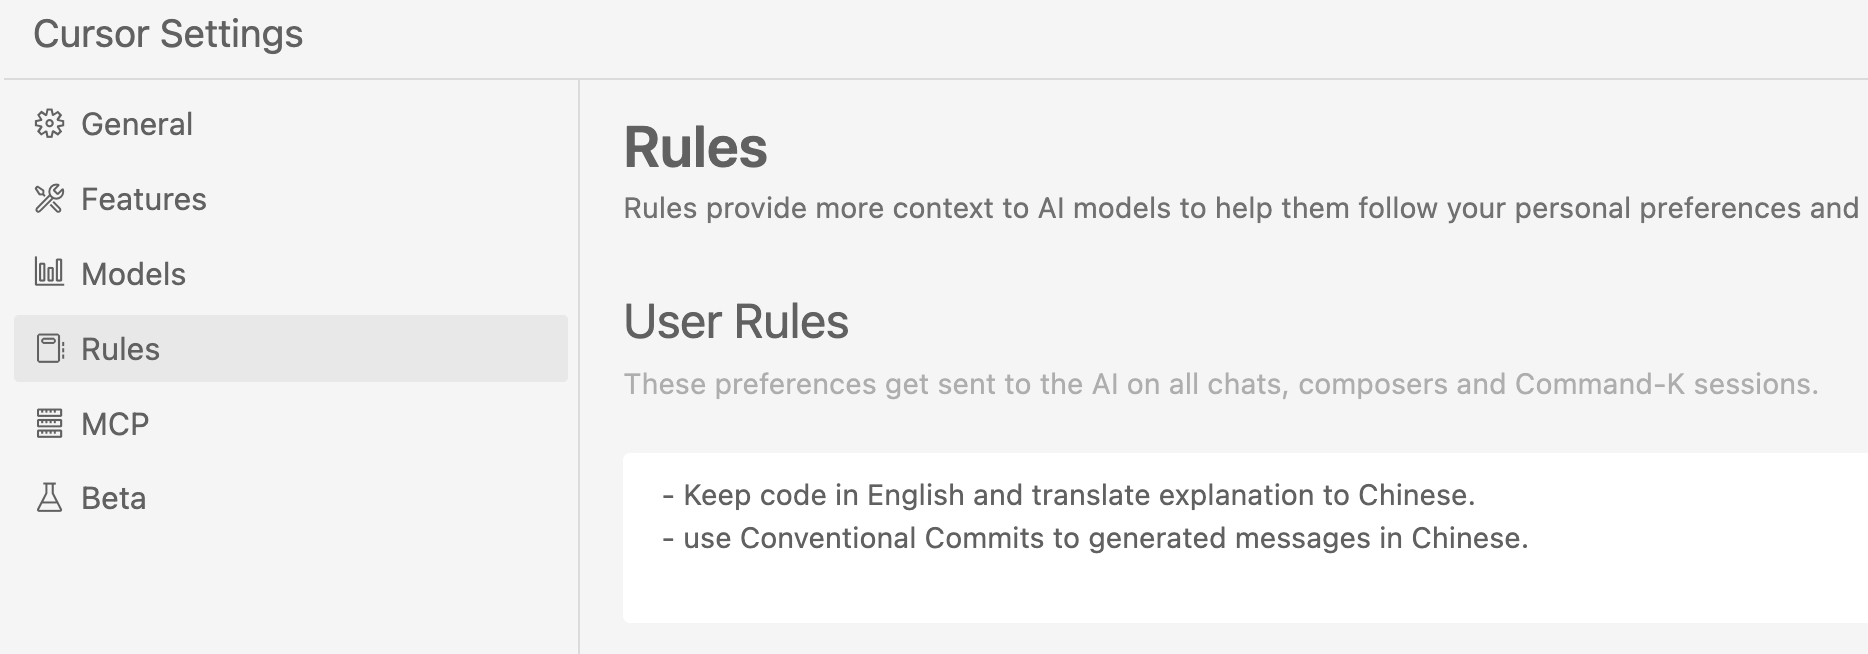 Cursor Settings
General
Features
Models
Rules
MCP
Beta
Rules
Rules provide more context to AI models to help them follow your personal preferences and
User Rules
These preferences get sent to the AI on all chats, composers and Command-K sessions.
- Keep code in English and translate explanation to Chinese.
- use Conventional Commits to generated messages in Chinese.